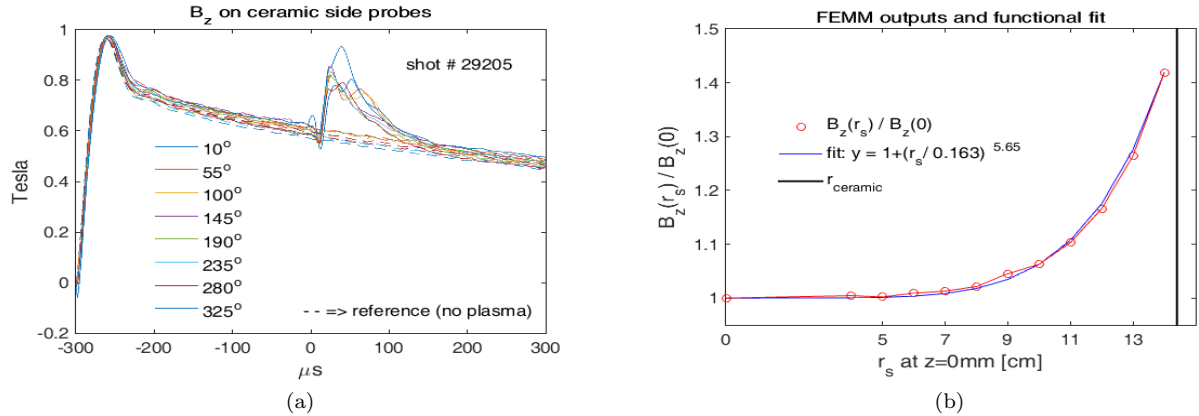 B_z on ceramic side probes
1
0.8
0.6
0.4
0.2
0
-0.2
Tesla
shot # 29205
10°
55°
100°
145°
190°
235°
280°
325°
-- => reference (no plasma)
-300 -200 -100 0 100 200 300
μs
(a)
FEMM outputs and functional fit
1.5
1.4
1.3
1.2
1.1
1
B_z(r_s) / B_z(0)
B_z(r_s) / B_z(0)
fit: y = 1+(r_s/ 0.163)^5.65
r_ceramic
0 5 7 9 11 13
r_s at z=0mm [cm]
(b)